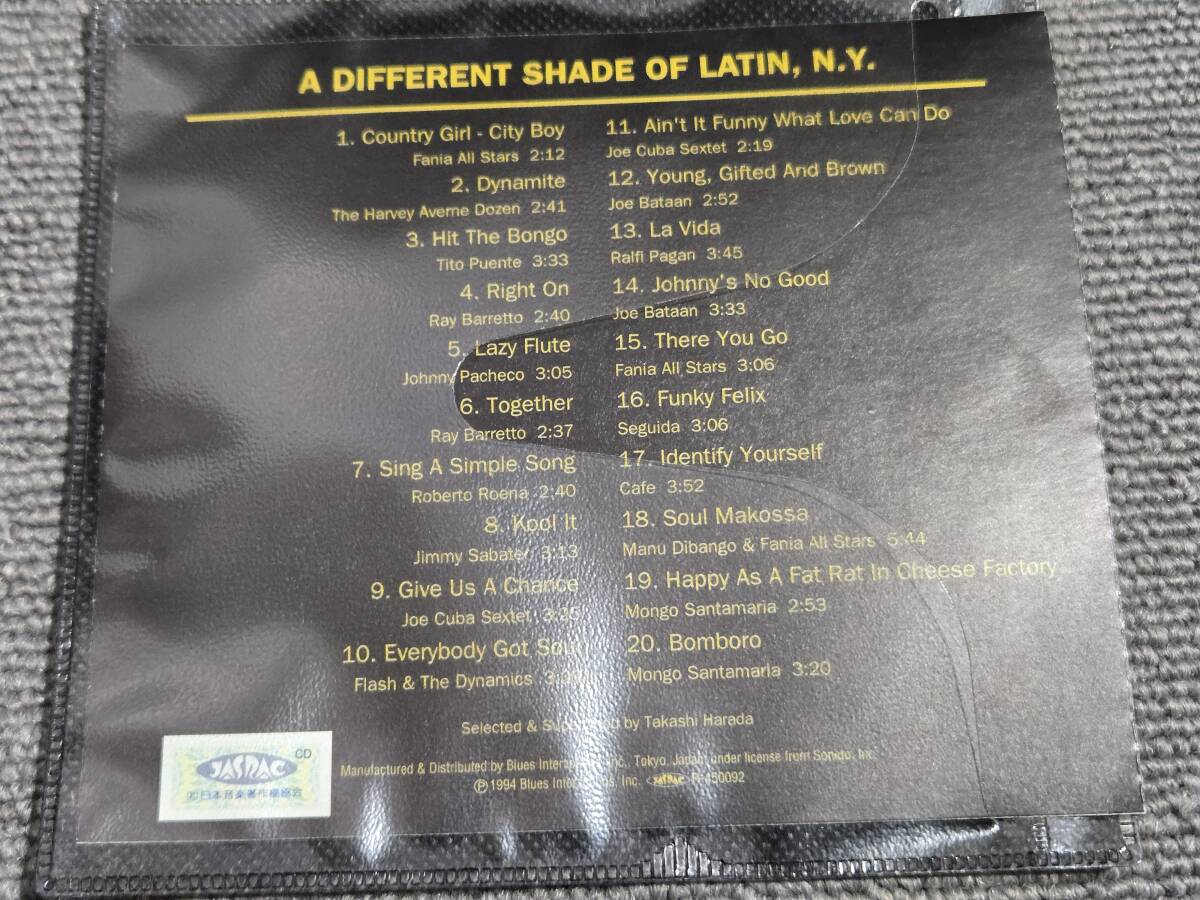 A DIFFERENT SHADE OF LATIN, N.Y.
1. Country Girl - City Boy
Fania All Stars 2:12
2. Dynamite
The Harvey Averne Dozen 2:41
3. Hit The Bongo
Tito Puente 3:33
4. Right On
Ray Barretto 2:40
5. Lazy Flute
Johnny Pacheco 3:05
6. Together
Ray Barretto 2:37
7. Sing A Simple Song
Roberto Roena 2:40
8. Kool It
Jimmy Sabater 3:13
9. Give Us A Chance
Joe Cuba Sextet
10. Everybody Got Soul
Flash & The Dynamics
11. Ain't It Funny What Love Can Do
Joe Cuba Sextet 2:19
12. Young, Gifted And Brown
Joe Bataan 2:52
13. La Vida
Ralfi Pagan 3:45
14. Johnny's No Good
Joe Bataan 3:33
15. There You Go
Fania All Stars 3:06
16. Funky Felix
Seguida 3:06
17. Identify Yourself
Cafe 3:52
18. Soul Makossa
Manu Dibango & Fania All Stars 5:44
19. Happy As A Fat Rat In Cheese Factory
Mongo Santamaria 2:53
20. Bomboro
Mongo Santamaria 3:20
Selected & by Takashi Harada
Manufactured & Distributed by Blues Tokyo, Japan, under license from Sonido, Inc.
Ⓟ1994 Blues Inc. JASRAC R-450092
CD
JASRAC
日本音楽著作権協会